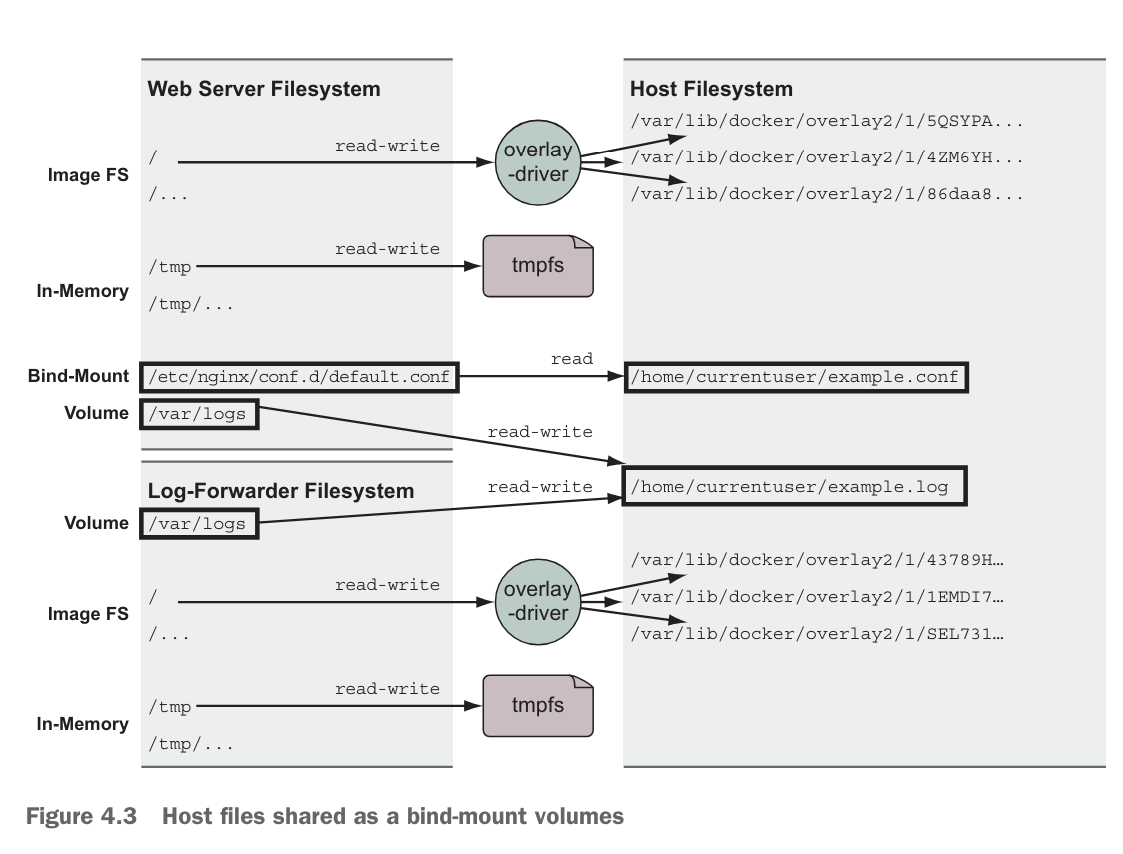 Web Server Filesystem
Host Filesystem
/var/lib/docker/overlay2/1/5QSYPA...
Image FS
/
read-write
overlay
-driver
/var/lib/docker/overlay2/1/4ZM6YH...
/...
/var/lib/docker/overlay2/1/86daa8...
In-Memory
/tmp
read-write
tmpfs
/tmp/...
Bind-Mount
/etc/nginx/conf.d/default.conf
read
/home/currentuser/example.conf
Volume
/var/logs
read-write
Log-Forwarder Filesystem
read-write
/home/currentuser/example.log
Volume
/var/logs
/var/lib/docker/overlay2/1/43789H…
Image FS
/
read-write
overlay
-driver
/var/lib/docker/overlay2/1/1EMDI7…
/...
/var/lib/docker/overlay2/1/SEL731…
In-Memory
/tmp
read-write
tmpfs
/tmp/...
Figure 4.3 Host files shared as a bind-mount volumes